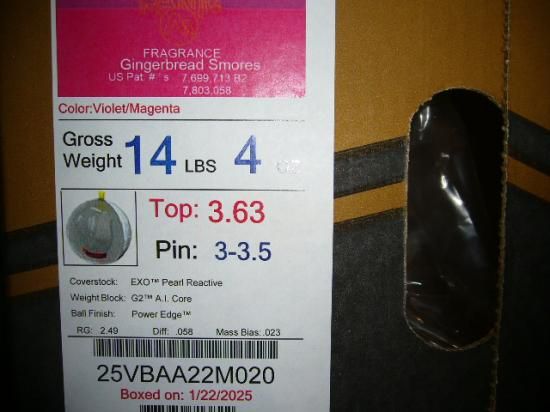 FRAGRANCE
Gingerbread Smores
US Pat. #'s 7,699,713 B2
7,803,058
Color:Violet/Magenta
Gross Weight 14 LBS 4 OZ
Top: 3.63
Pin: 3-3.5
Coverstock: EXO™ Pearl Reactive
Weight Block: G2™ A.I. Core
Ball Finish: Power Edge™
RG: 2.49 Diff: .058 Mass Bias:.023
25VBAA22M020
Boxed on: 1/22/2025